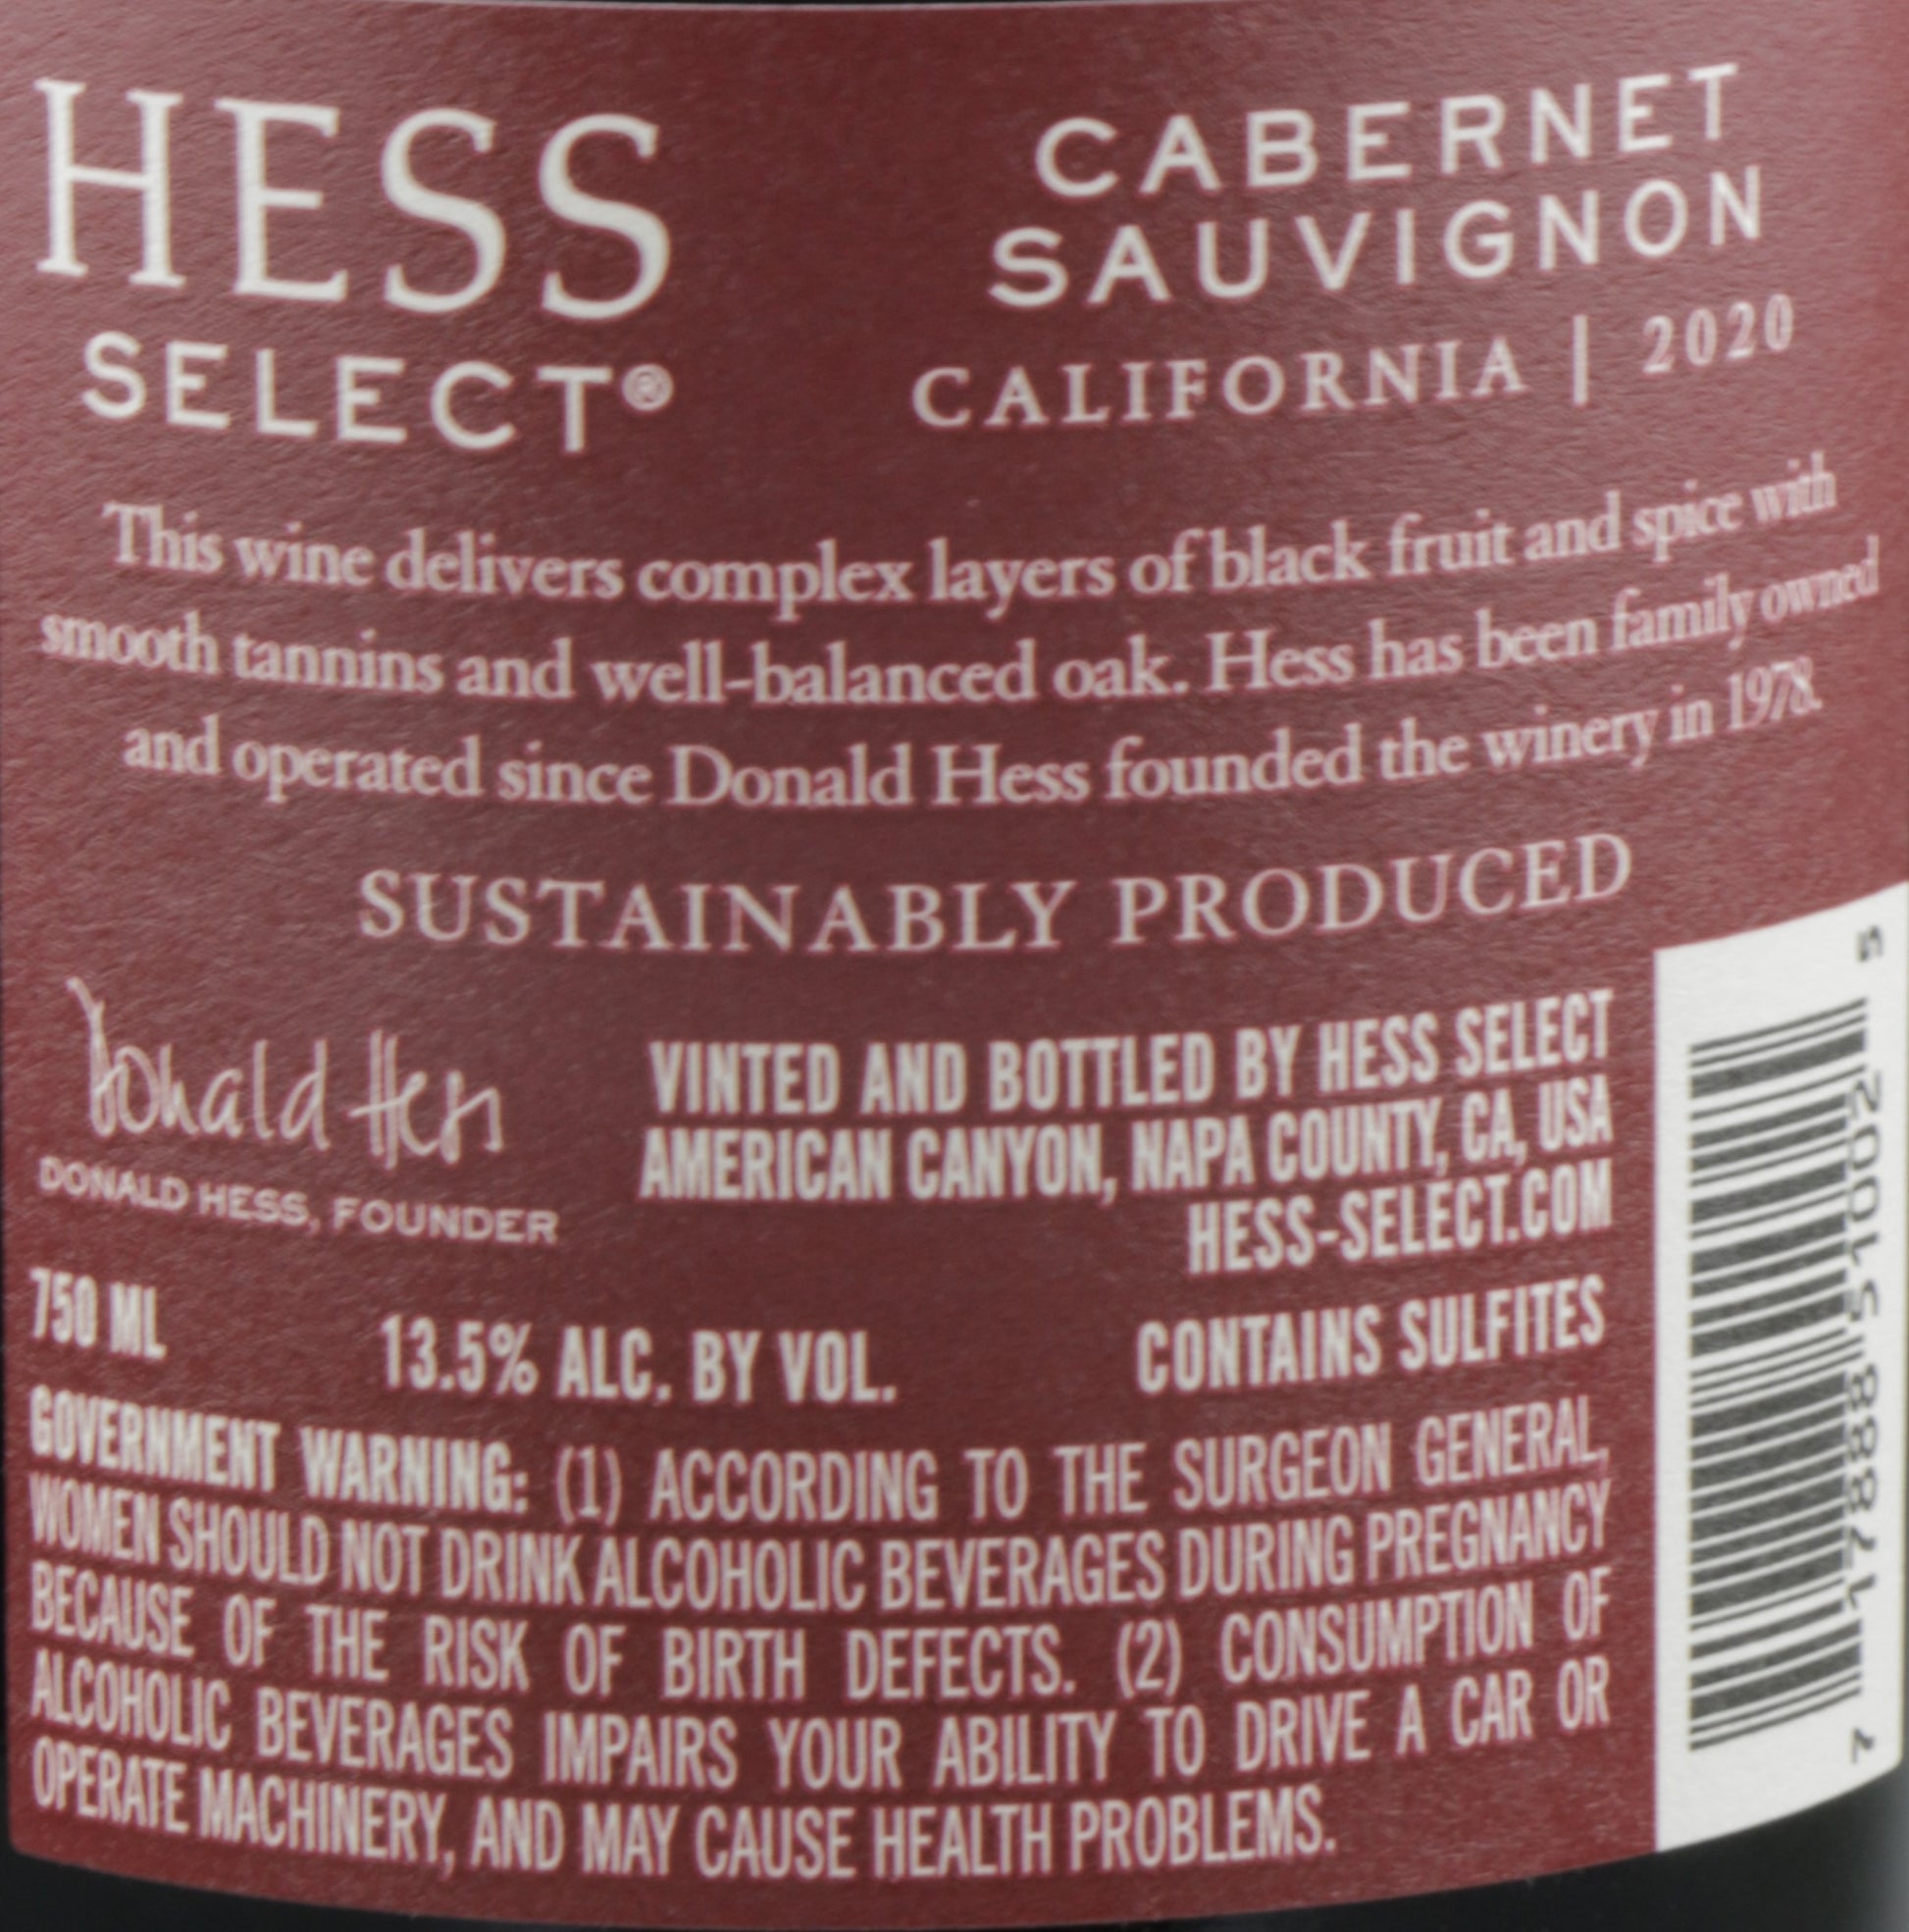 HESS
SELECT®
CABERNET
SAUVIGNON
CALIFORNIA | 2020
This wine delivers complex layers of black fruit and spice with
smooth tannins and well-balanced oak. Hess has been family owned
and operated since Donald Hess founded the winery in 1978.
SUSTAINABLY PRODUCED
Donald Hess
DONALD HESS, FOUNDER
VINTED AND BOTTLED BY HESS SELECT
AMERICAN CANYON, NAPA COUNTY, CA, USA
HESS-SELECT.COM
750 ML 13.5% ALC. BY VOL. CONTAINS SULFITES
GOVERNMENT WARNING: (1) ACCORDING TO THE SURGEON GENERAL,
WOMEN SHOULD NOT DRINK ALCOHOLIC BEVERAGES DURING PREGNANCY
BECAUSE OF THE RISK OF BIRTH DEFECTS. (2) CONSUMPTION OF
ALCOHOLIC BEVERAGES IMPAIRS YOUR ABILITY TO DRIVE A CAR OR
OPERATE MACHINERY, AND MAY CAUSE HEALTH PROBLEMS.
7 17888 51002 5